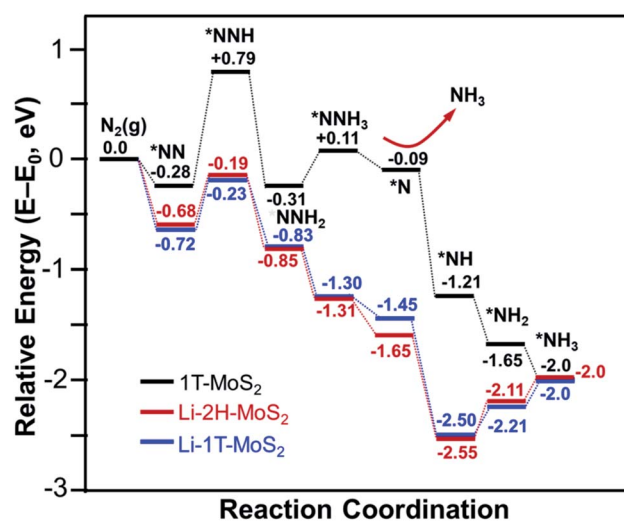 *NNH
+0.79
1
*NNH₃
+0.11
NH₃
N₂(g)
0.0
*NN
-0.28
0
-0.19
-0.23
-0.31
*NNH₂
-0.09
*N
-0.68
-0.72
-0.83
-0.85
*NH
-1.21
-1
-1.30
-1.31
-1.45
-1.65
*NH₂
-1.65
*NH₃
-2.0
-2.0
-2.0
-2
-2.11
-2.21
-2.50
-2.55
1T-MoS₂
Li-2H-MoS₂
Li-1T-MoS₂
-3
Relative Energy (E–E₀, eV)
Reaction Coordination